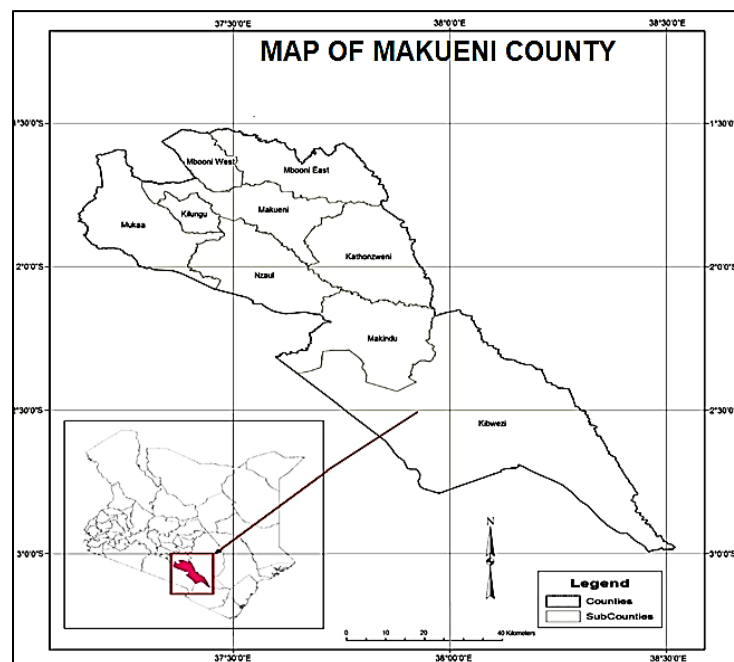 37°30'0"E 38°0'0"E 38°30'0"E
MAP OF MAKUENI COUNTY
1°30'0"S 1°30'0"S
Mbooni West
Mbooni East
Kilungu
Makueni
Mukaa
Kathonzweni
2°0'0"S 2°0'0"S
Nzaui
Makindu
2°30'0"S 2°30'0"S
Kibwezi
N
3°0'0"S 3°0'0"S
Legend
Counties
SubCounties
0 10 20 40 Kilometers
37°30'0"E 38°0'0"E 38°30'0"E